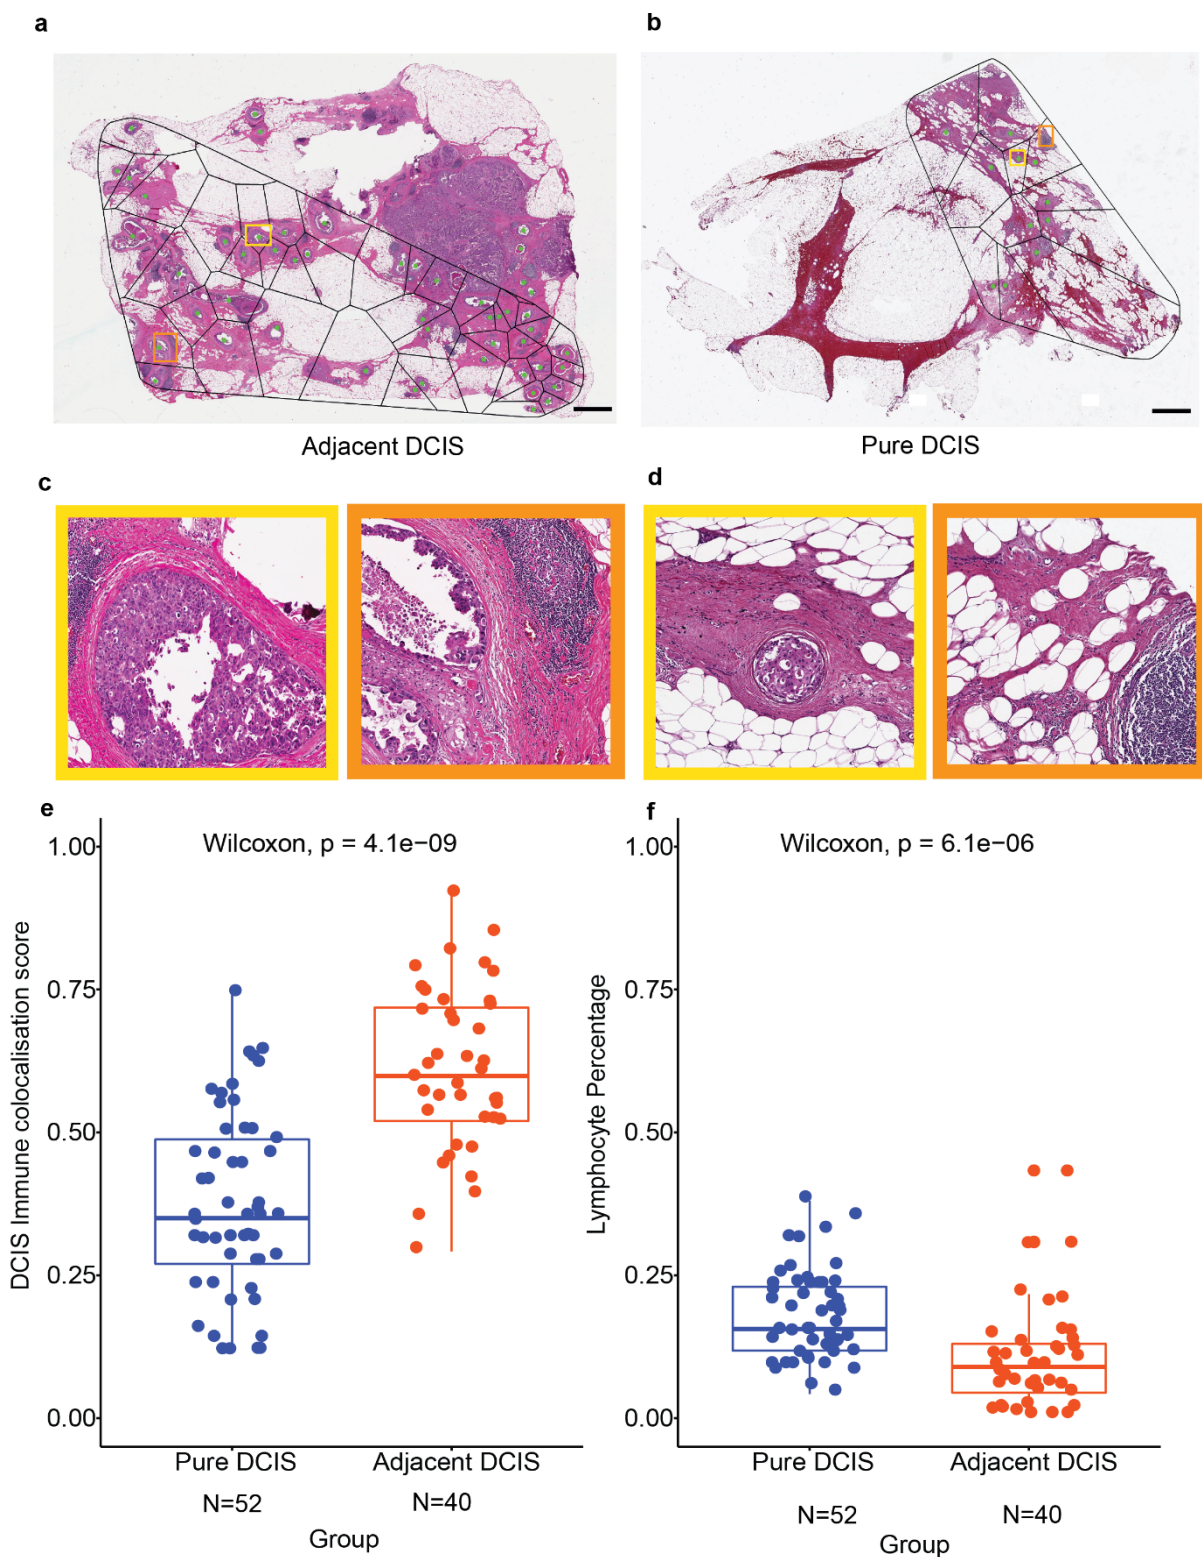 a
b
Adjacent DCIS
Pure DCIS
c
d
e
f
Wilcoxon, p = 4.1e−09
1.00
0.75
0.50
0.25
0.00
DCIS Immune colocalisation score
Pure DCIS
Adjacent DCIS
N=52
N=40
Group
Wilcoxon, p = 6.1e−06
1.00
0.75
0.50
0.25
0.00
Lymphocyte Percentage
Pure DCIS
Adjacent DCIS
N=52
N=40
Group